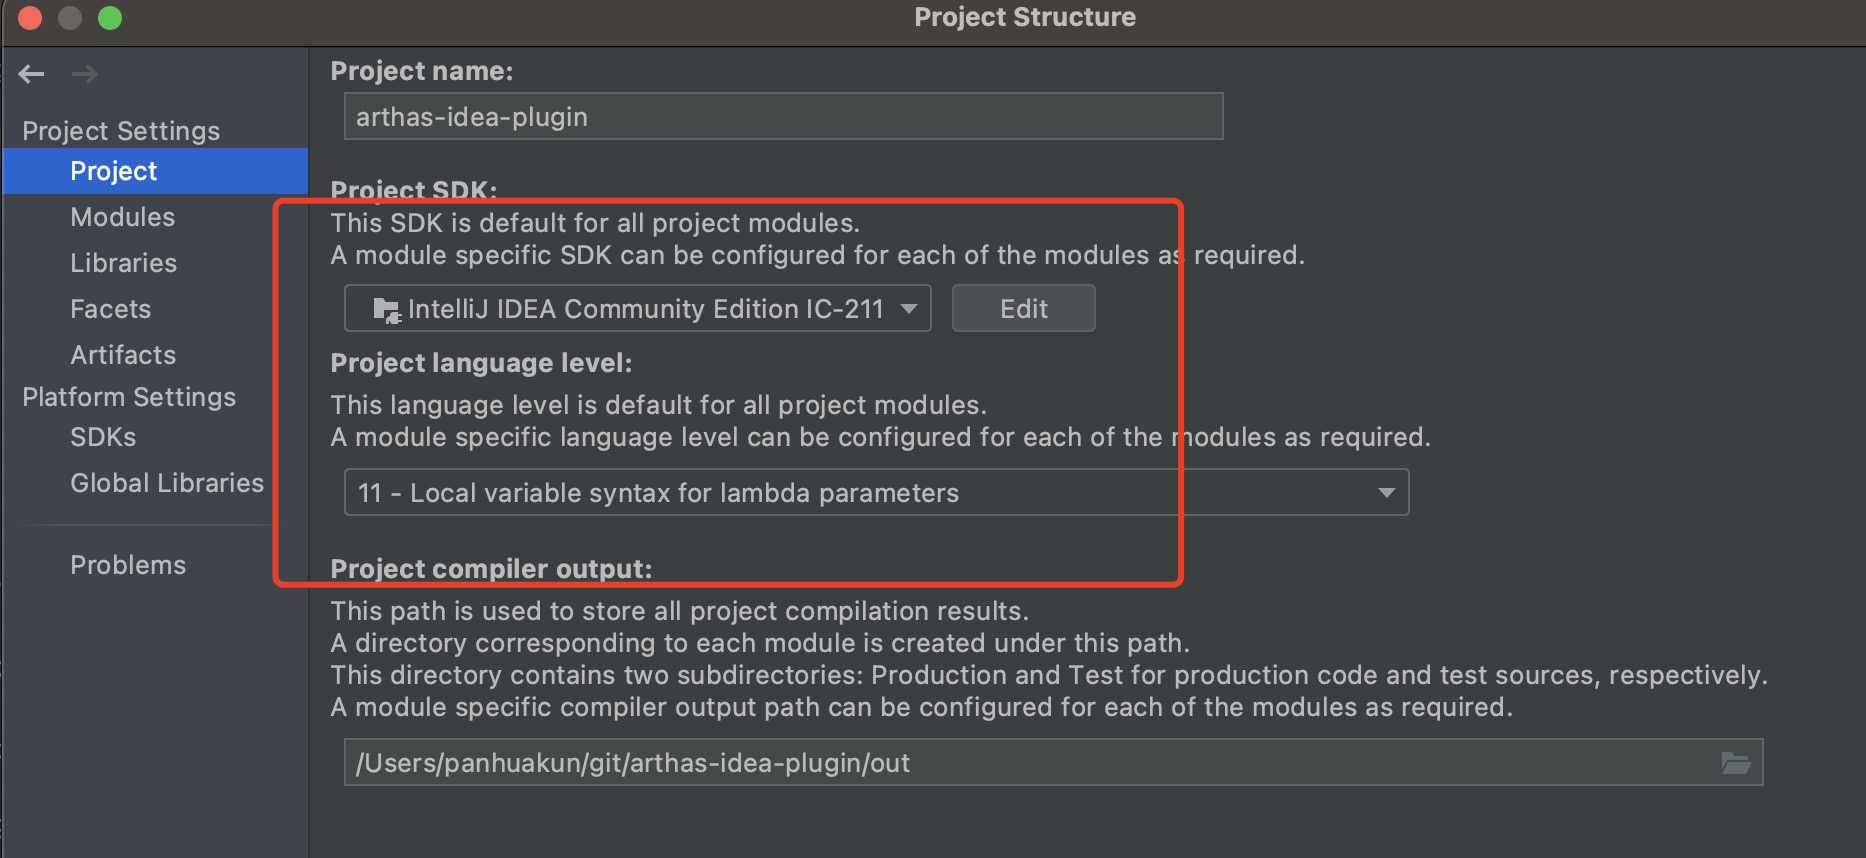 Project Structure
Project Settings
Project
Modules
Libraries
Facets
Artifacts
Platform Settings
SDKs
Global Libraries
Problems
Project name:
arthas-idea-plugin
Project SDK:
This SDK is default for all project modules.
A module specific SDK can be configured for each of the modules as required.
IntelliJ IDEA Community Edition IC-211
Edit
Project language level:
This language level is default for all project modules.
A module specific language level can be configured for each of the modules as required.
11 - Local variable syntax for lambda parameters
Project compiler output:
This path is used to store all project compilation results.
A directory corresponding to each module is created under this path.
This directory contains two subdirectories: Production and Test for production code and test sources, respectively.
A module specific compiler output path can be configured for each of the modules as required.
/Users/panhuakun/git/arthas-idea-plugin/out